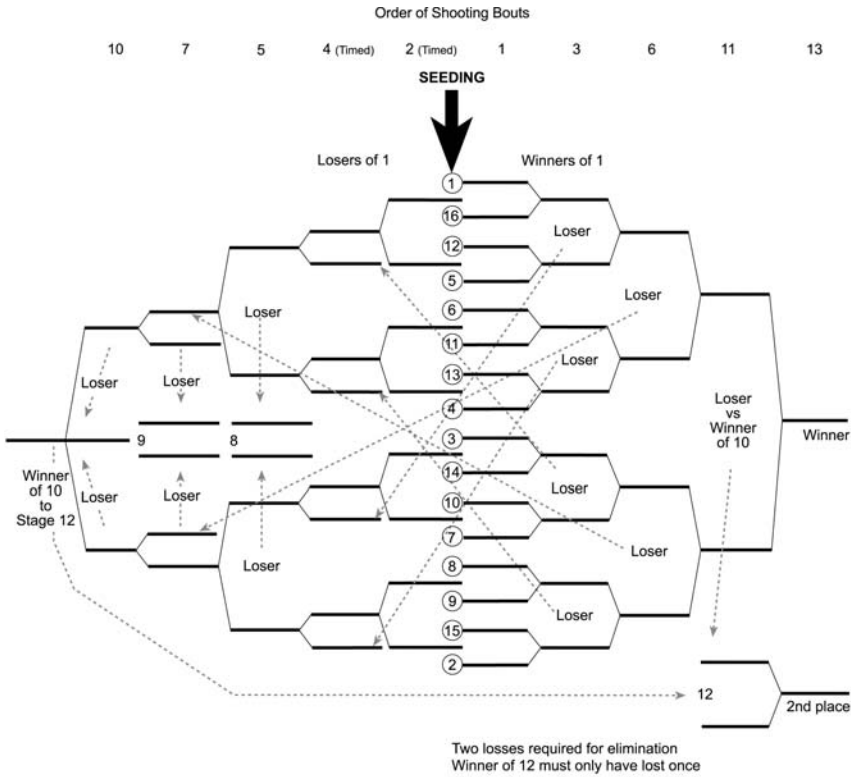 Order of Shooting Bouts
10 7 5 4 (Timed) 2 (Timed) 1 3 6 11 13
SEEDING
Losers of 1 Winners of 1
1
16
Loser
12
5
Loser
6
Loser
11
Loser
13
Loser Loser
4
Loser
vs
Winner
of 10
9 8
3
Winner
Winner
of 10
to
Stage 12
14
Loser Loser
Loser
10
7
Loser
Loser
8
9
Loser
15
2
12
2nd place
Two losses required for elimination
Winner of 12 must only have lost once